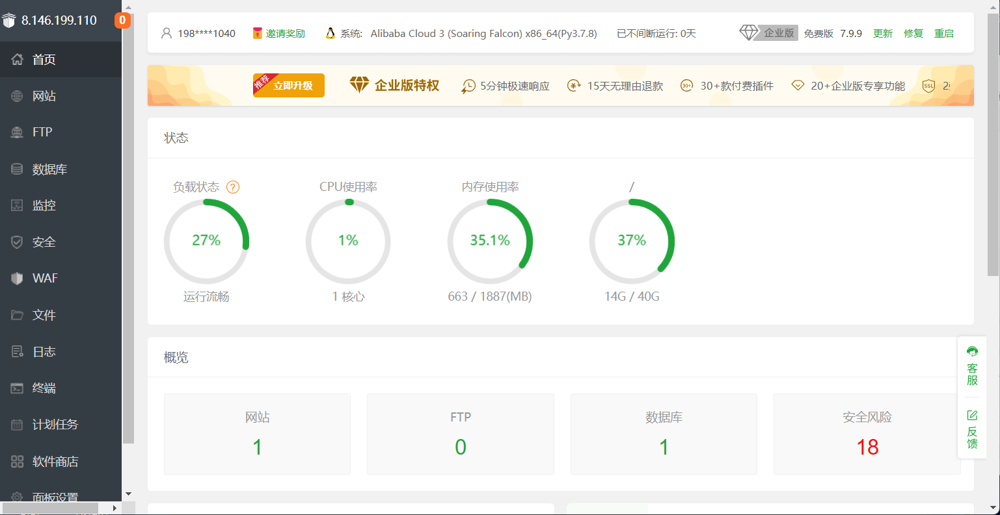 8.146.199.110
0
首页
网站
FTP
数据库
监控
安全
WAF
文件
日志
终端
计划任务
软件商店
面板设置
198****1040 邀请奖励 系统: Alibaba Cloud 3 (Soaring Falcon) x86_64(Py3.7.8) 已不间断运行: 0天 企业版 免费版 7.9.9 更新 修复 重启
推荐 立即升级 企业版特权 5分钟极速响应 15天无理由退款 30+ 30+款付费插件 20+企业版专享功能 SSL
状态
负载状态 ? CPU使用率 内存使用率 /
27% 1% 35.1% 37%
运行流畅 1 核心 663 / 1887(MB) 14G / 40G
概览
网站 FTP 数据库 安全风险
1 0 1 18
客服
反馈